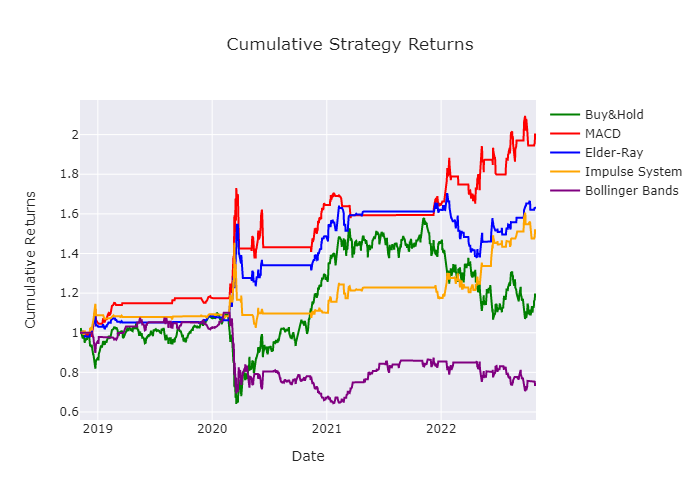 Cumulative Strategy Returns
Cumulative Returns
2
1.8
1.6
1.4
1.2
1
0.8
0.6
2019
2020
2021
2022
Date
Buy&Hold
MACD
Elder-Ray
Impulse System
Bollinger Bands